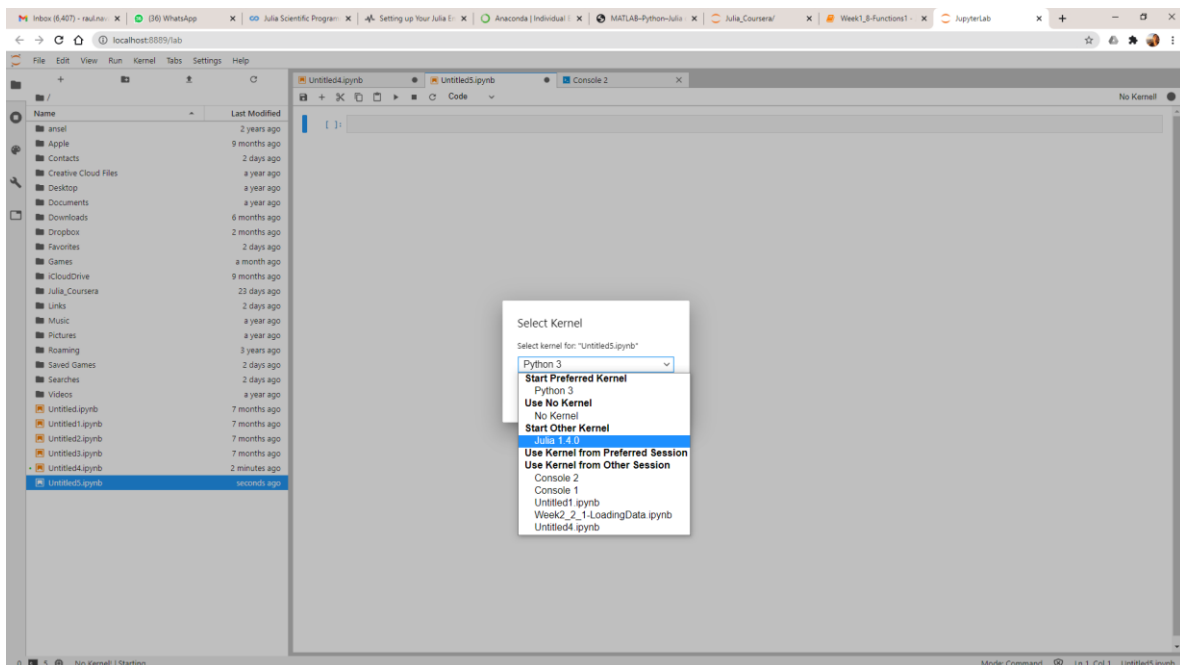 Inbox (6,407) - raul.nav
(36) WhatsApp
Julia Scientific Program
Setting up Your Julia E
Anaconda | Individual
MATLAB–Python–Julia
Julia_Coursera/
Week1_8-Functions1 -
JupyterLab
localhost:8889/lab
File Edit View Run Kernel Tabs Settings Help
Untitled4.ipynb
Untitled5.ipynb
Console 2
/
Code
No Kernel!
Name Last Modified
[ ]:
ansel 2 years ago
Apple 9 months ago
Contacts 2 days ago
Creative Cloud Files a year ago
Desktop a year ago
Documents a year ago
Downloads 6 months ago
Dropbox 2 months ago
Favorites 2 days ago
Games a month ago
iCloudDrive 9 months ago
Julia_Coursera 23 days ago
Links 2 days ago
Music a year ago
Pictures a year ago
Roaming 3 years ago
Saved Games 2 days ago
Searches 2 days ago
Videos a year ago
Untitled.ipynb 7 months ago
Untitled1.ipynb 7 months ago
Untitled2.ipynb 7 months ago
Untitled3.ipynb 7 months ago
Untitled4.ipynb 2 minutes ago
Untitled5.ipynb seconds ago
Select Kernel
Select kernel for: "Untitled5.ipynb"
Python 3
Start Preferred Kernel
Python 3
Use No Kernel
No Kernel
Start Other Kernel
Julia 1.4.0
Use Kernel from Preferred Session
Use Kernel from Other Session
Console 2
Console 1
Untitled1.ipynb
Week2_2_1-LoadingData.ipynb
Untitled4.ipynb
0 5 No Kernel! | Starting
Mode: Command Ln 1, Col 1 Untitled5.ipynb